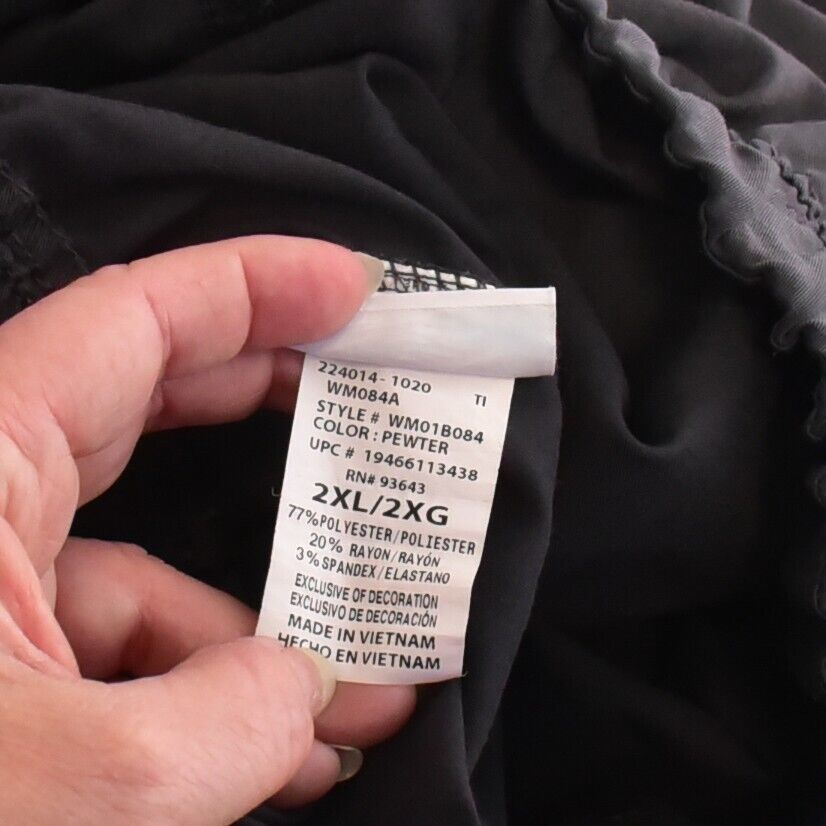 224014-1020 TI
WM084A
STYLE # WM01B084
COLOR : PEWTER
UPC # 19466113438
RN# 93643
2XL/2XG
77%POLYESTER/POLIESTER
20% RAYON/RAYÓN
3% SPANDEX/ELASTANO
EXCLUSIVE OF DECORATION
EXCLUSIVO DE DECORACIÓN
MADE IN VIETNAM
HECHO EN VIETNAM